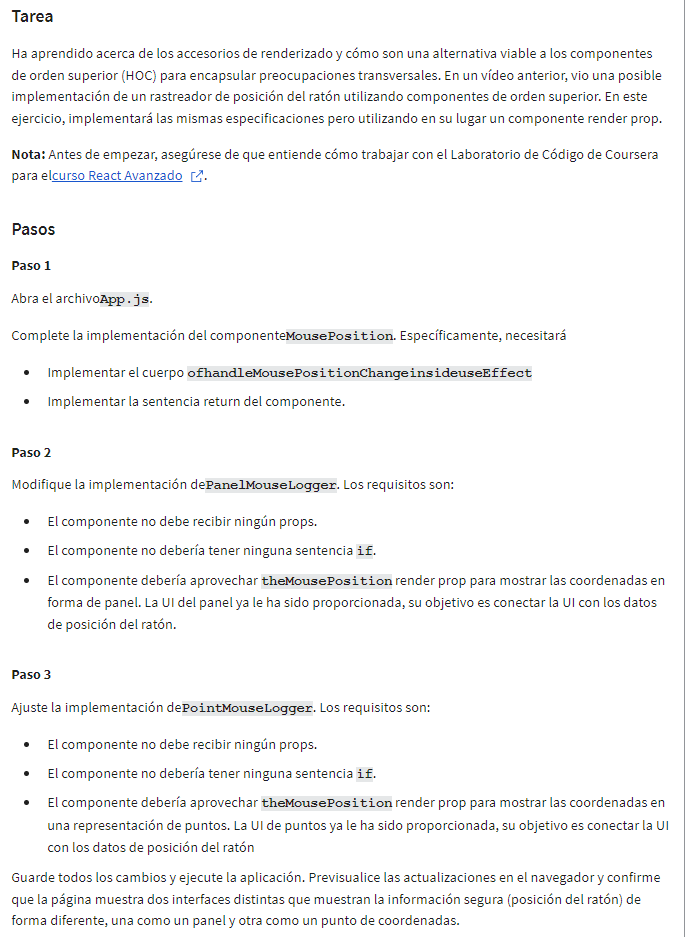 Tarea
Ha aprendido acerca de los accesorios de renderizado y cómo son una alternativa viable a los componentes
de orden superior (HOC) para encapsular preocupaciones transversales. En un vídeo anterior, vio una posible
implementación de un rastreador de posición del ratón utilizando componentes de orden superior. En este
ejercicio, implementará las mismas especificaciones pero utilizando en su lugar un componente render prop.
Nota: Antes de empezar, asegúrese de que entiende cómo trabajar con el Laboratorio de Código de Coursera
para elcurso React Avanzado.
Pasos
Paso 1
Abra el archivoApp.js.
Complete la implementación del componenteMousePosition. Específicamente, necesitará
• Implementar el cuerpo ofhandleMousePositionChangeinsideuseEffect
• Implementar la sentencia return del componente.
Paso 2
Modifique la implementación dePanelMouseLogger. Los requisitos son:
• El componente no debe recibir ningún props.
• El componente no debería tener ninguna sentencia if.
• El componente debería aprovechar theMousePosition render prop para mostrar las coordenadas en
forma de panel. La UI del panel ya le ha sido proporcionada, su objetivo es conectar la UI con los datos
de posición del ratón.
Paso 3
Ajuste la implementación dePointMouseLogger. Los requisitos son:
• El componente no debe recibir ningún props.
• El componente no debería tener ninguna sentencia if.
• El componente debería aprovechar theMousePosition render prop para mostrar las coordenadas en
una representación de puntos. La UI de puntos ya le ha sido proporcionada, su objetivo es conectar la UI
con los datos de posición del ratón
Guarde todos los cambios y ejecute la aplicación. Previsualice las actualizaciones en el navegador y confirme
que la página muestra dos interfaces distintas que muestran la información segura (posición del ratón) de
forma diferente, una como un panel y otra como un punto de coordenadas.